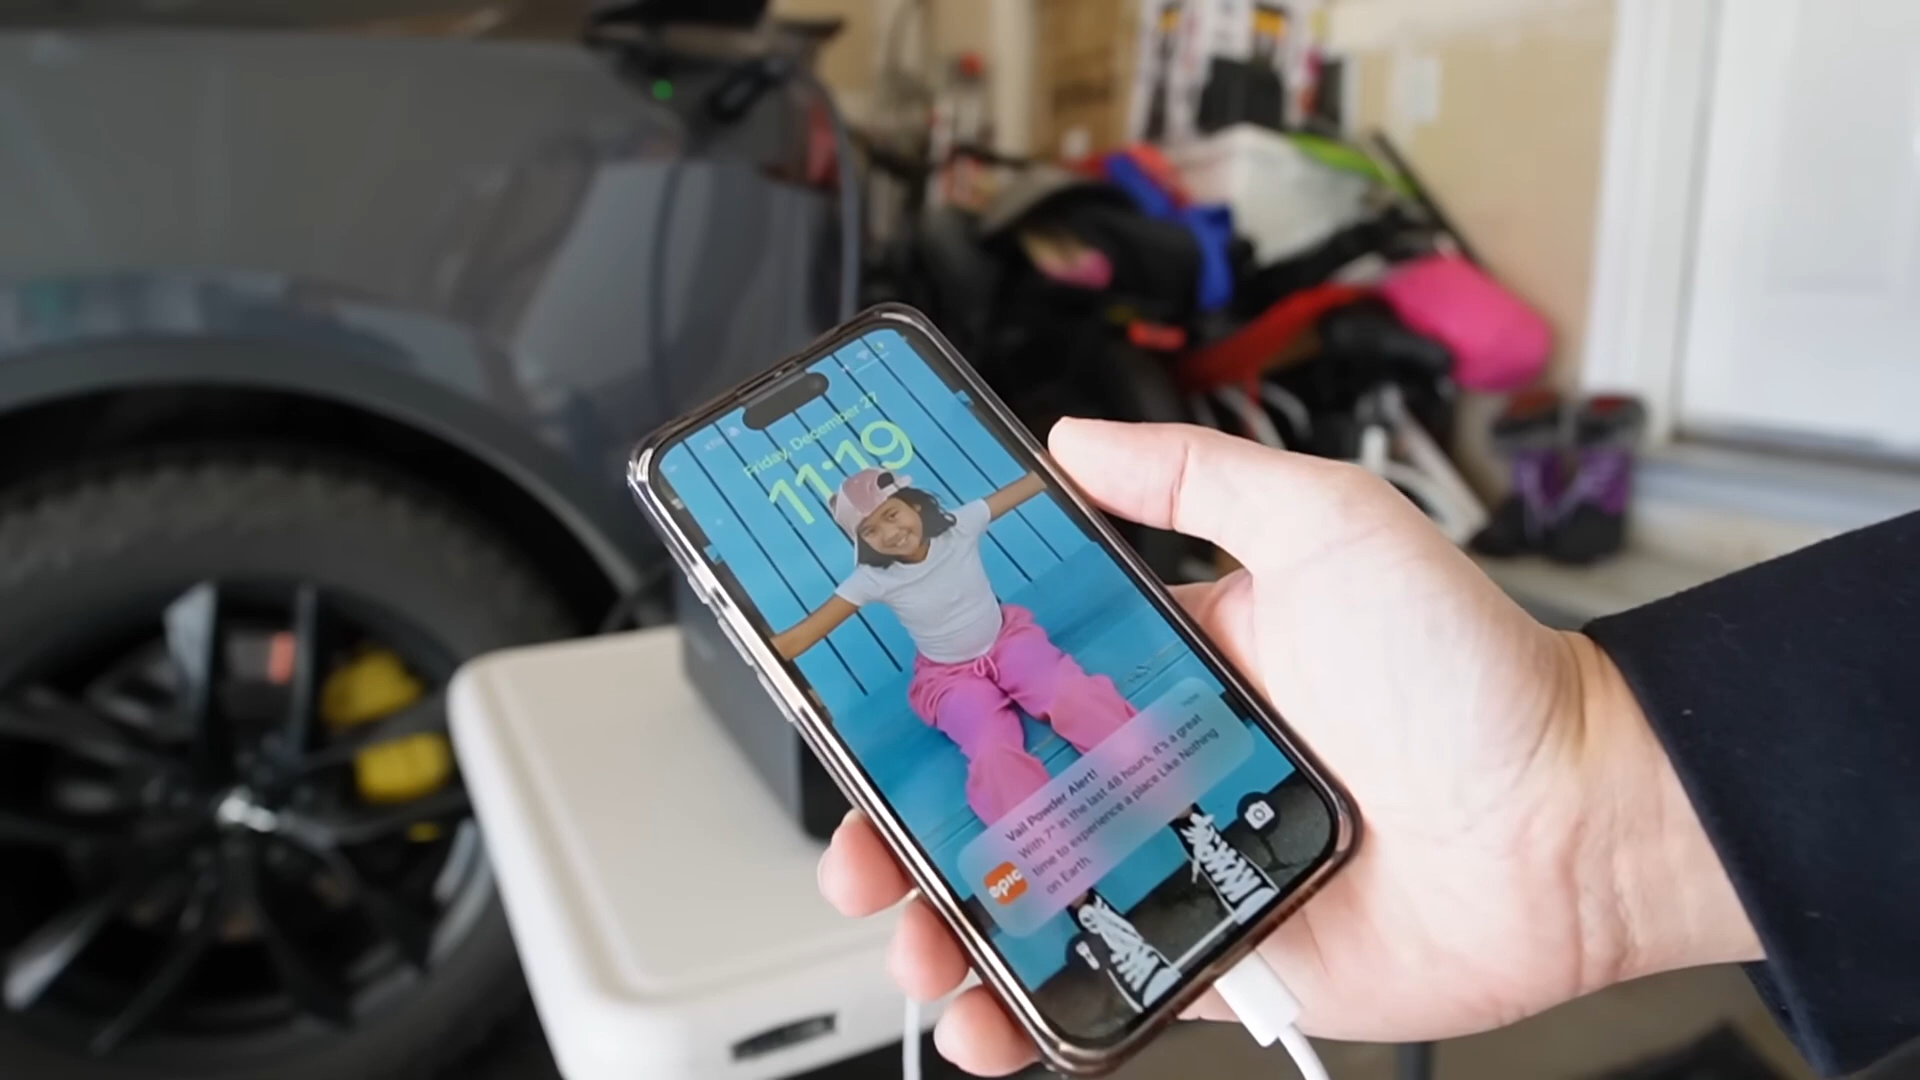 Friday, December 27
11:19
now
Vail Powder Alert!
With 7" in the last 48 hours, it's a great
time to experience a place Like Nothing
on Earth.
epic